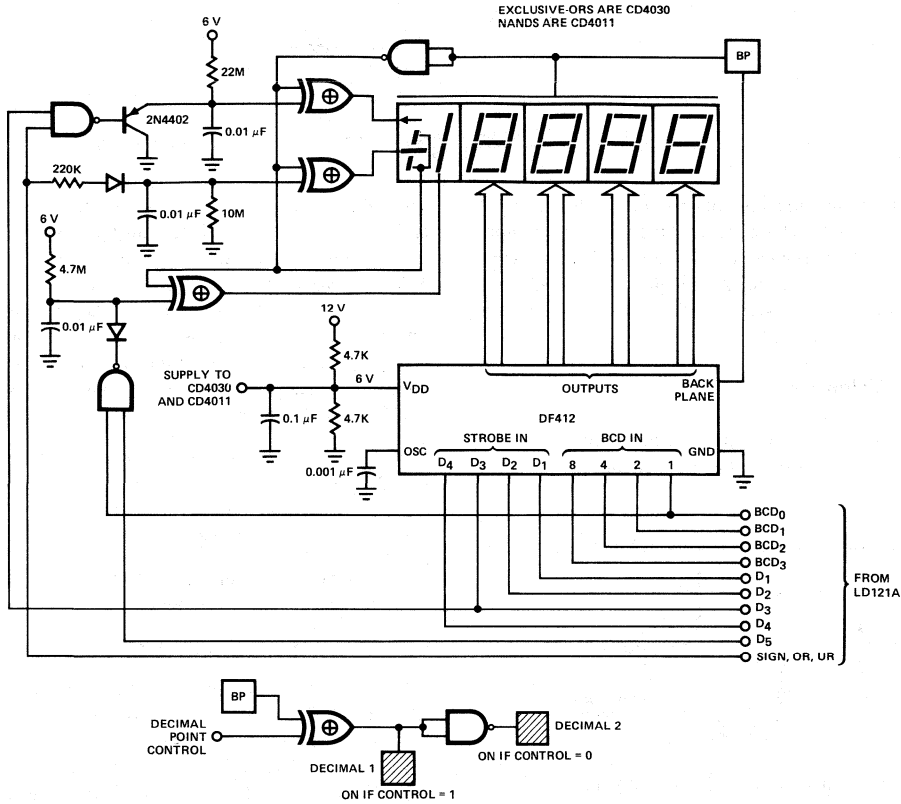 EXCLUSIVE-ORS ARE CD4030
NANDS ARE CD4011
6 V
22M
BP
2N4402
0.01 µF
220K
0.01 µF
10M
6 V
4.7M
0.01 µF
12 V
4.7K
SUPPLY TO
CD4030
AND CD4011
6 V
0.1 µF
4.7K
0.001 µF
VDD
OUTPUTS
BACK
PLANE
DF412
OSC
STROBE IN
BCD IN
GND
D4 D3 D2 D1 8 4 2 1
BCD0
BCD1
BCD2
BCD3
D1
D2
D3
D4
D5
SIGN, OR, UR
FROM
LD121A
BP
DECIMAL
POINT
CONTROL
DECIMAL 1
ON IF CONTROL = 1
DECIMAL 2
ON IF CONTROL = 0